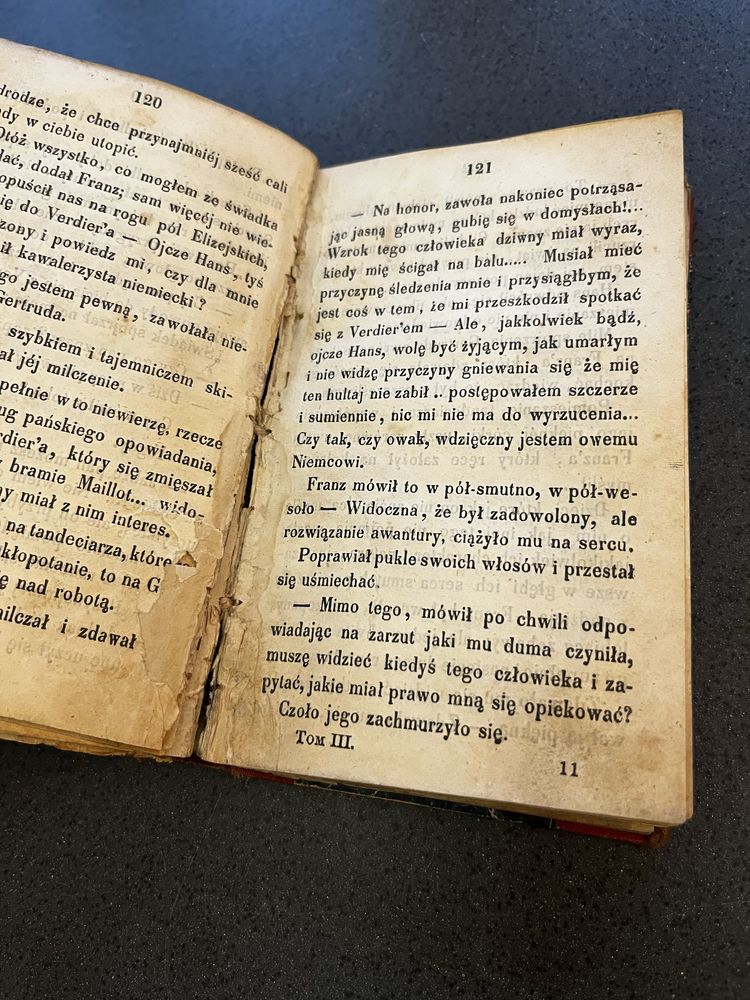 120
że chce przynajmniéj sześć cali
w ciebie utopić.
wszystko, co mogłem ze świadka
dodał Franz; sam więcéj nie wie-
opuścił nas na rogu pól Elizejskich,
do Verdier'a — Ojcze Hans, tyś
i powiedz mi, czy dla mnie
kawalerzysta niemiecki?
jestem pewną, zawołała nie-
Gertruda.
szybkiem i tajemniczem ski-
jéj milczenie.
w to niewierzę, rzecze
pańskiego opowiadania,
który się zmięszał
bramie Maillot... wido-
miał z nim interes.
na tandeciarza, które
to na G
nad robotą.
i zdawał
121
— Na honor, zawoła nakoniec potrząsa-
jąc jasną głową, gubię się w domysłach!...
Wzrok tego człowieka dziwny miał wyraz,
kiedy mię ścigał na balu..... Musiał mieć
przyczynę śledzenia mnie i przysiągłbym, że
jest coś w tem, że mi przeszkodził spotkać
się z Verdier'em — Ale, jakkolwiek bądź,
ojcze Hans, wolę być żyjącym, jak umarłym
i nie widzę przyczyny gniewania się że mię
ten hultaj nie zabił .. postępowałem szczerze
i sumiennie, nic mi nie ma do wyrzucenia...
Czy tak, czy owak, wdzięczny jestem owemu
Niemcowi.
Franz mówił to w pół-smutno, w pół-we-
soło — Widoczna, że był zadowolony, ale
rozwiązanie awantury, ciążyło mu na sercu.
Poprawiał pukle swoich włosów i przestał
się uśmiechać.
— Mimo tego, mówił po chwili odpo-
wiadając na zarzut jaki mu duma czyniła,
muszę widzieć kiedyś tego człowieka i za-
pytać, jakie miał prawo mną się opiekować?
Czoło jego zachmurzyło się.
Tom III.
11